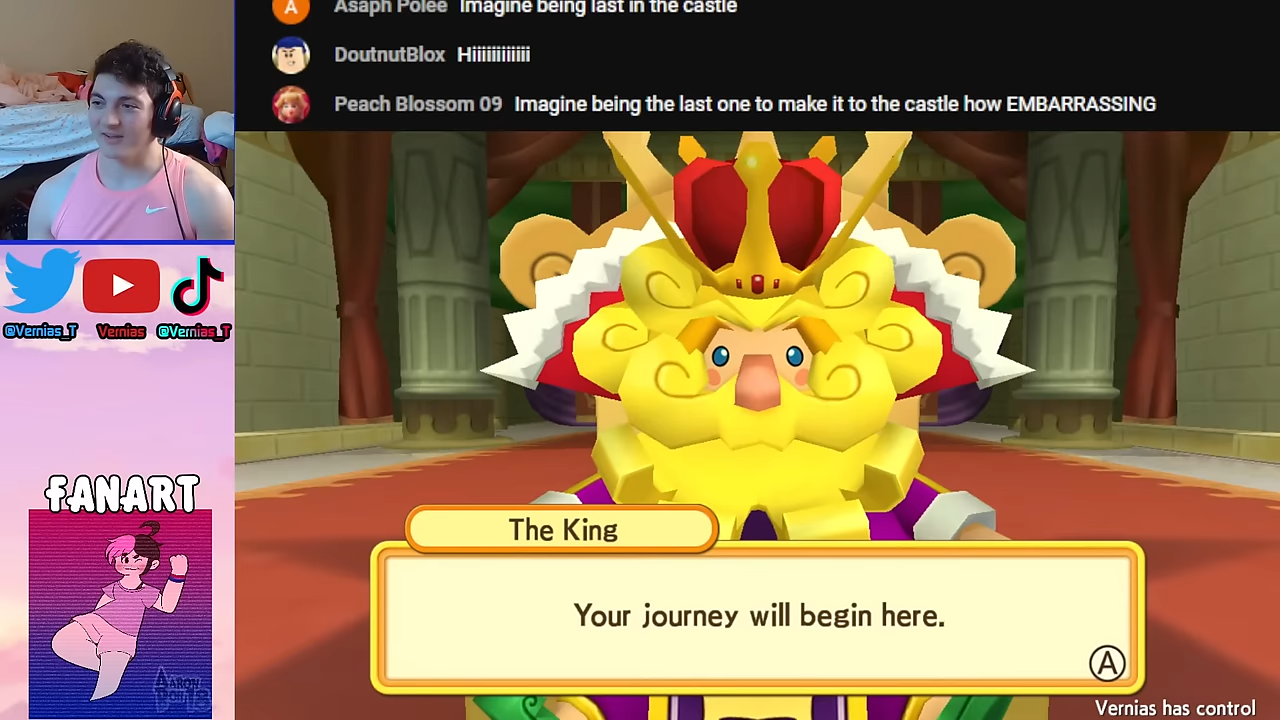 A Asaph Polee Imagine being last in the castle
DoutnutBlox Hiiiiiiiiiiii
Peach Blossom 09 Imagine being the last one to make it to the castle how EMBARRASSING
@Vernias_T Vernias @Vernias_T
FANART
The King
Your journey will begin here.
A
Vernias has control